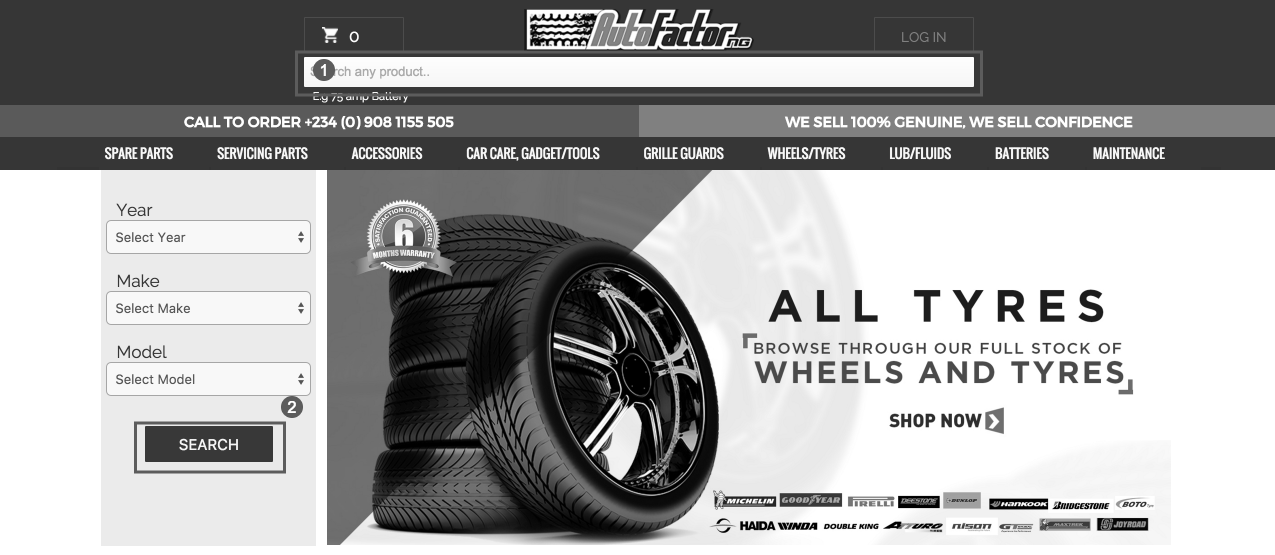 0
AutoFactor NG
LOG IN
1
Search any product..
E.g 75 amp Battery
CALL TO ORDER +234 (0) 908 1155 505
WE SELL 100% GENUINE, WE SELL CONFIDENCE
SPARE PARTS SERVICING PARTS ACCESSORIES CAR CARE, GADGET/TOOLS GRILLE GUARDS WHEELS/TYRES LUB/FLUIDS BATTERIES MAINTENANCE
Year
Select Year
Make
Select Make
Model
Select Model
2
SEARCH
SATISFACTION GUARANTEED
6
MONTHS WARRANTY
ALL TYRES
BROWSE THROUGH OUR FULL STOCK OF
WHEELS AND TYRES
SHOP NOW
MICHELIN GOODYEAR PIRELLI DEESTONE DUNLOP HANKOOK BRIDGESTONE BOTO
HAIDA WINDA DOUBLE KING ATTURO nison GT MAXTREK JOYROAD